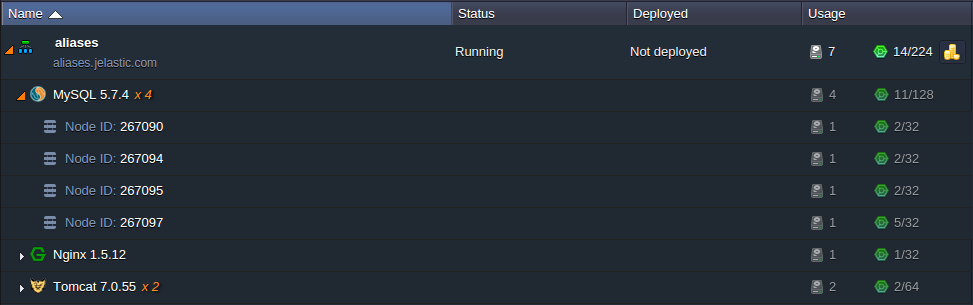 Name Status Deployed Usage
aliases Running Not deployed 7 14/224
aliases.jelastic.com
MySQL 5.7.4 x 4 4 11/128
Node ID: 267090 1 2/32
Node ID: 267094 1 2/32
Node ID: 267095 1 2/32
Node ID: 267097 1 5/32
Nginx 1.5.12 1 1/32
Tomcat 7.0.55 x 2 2 2/64